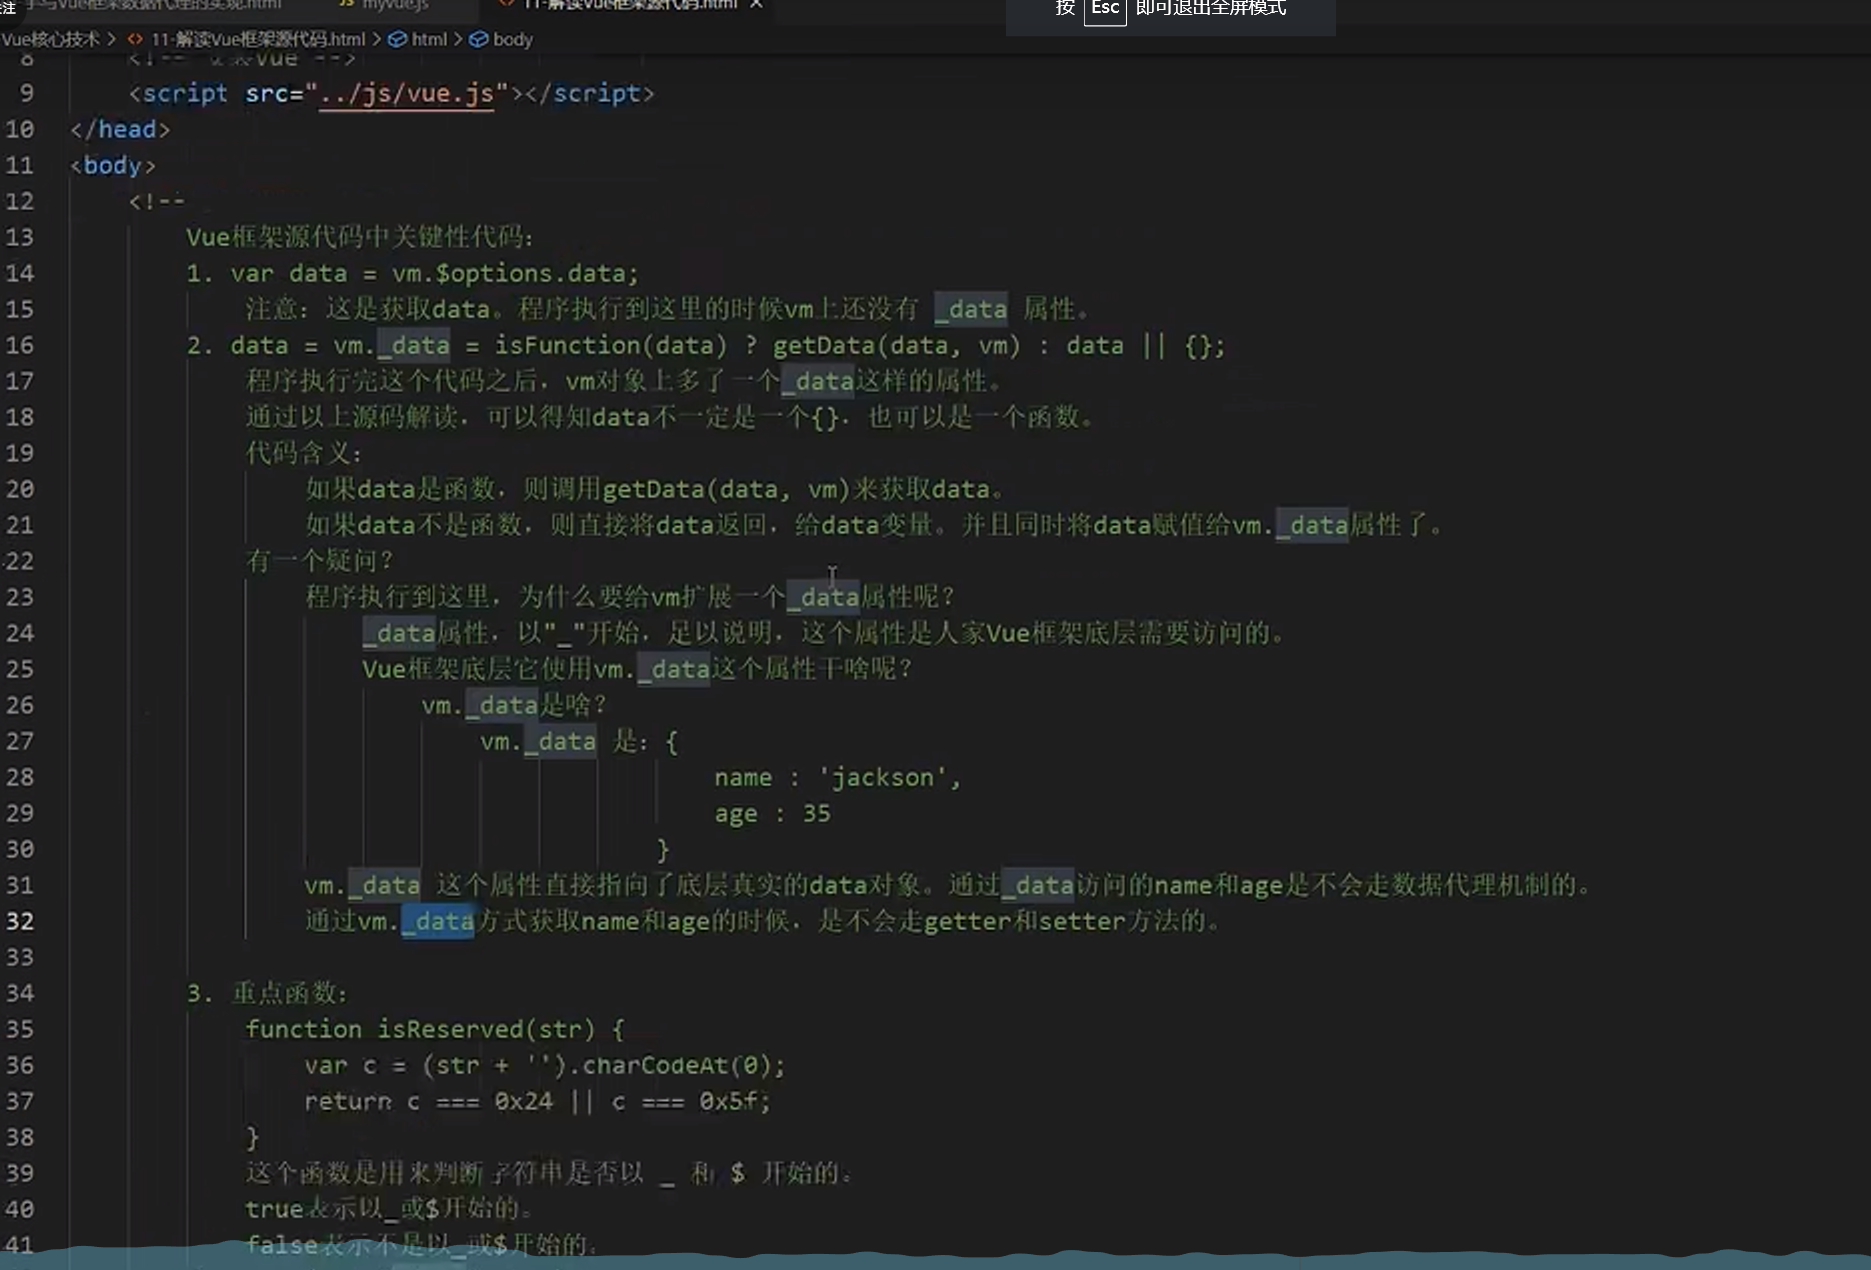 注 手写Vue框架数据代理的实现.html JS myvue.js <> 11-解读Vue框架源代码.html ×
按 Esc 即可退出全屏模式
Vue核心技术 > <> 11-解读Vue框架源代码.html > html > body
8 <!-- 安装Vue -->
9 <script src="../js/vue.js"></script>
10 </head>
11 <body>
12 <!--
13 Vue框架源代码中关键性代码:
14 1. var data = vm.$options.data;
15 注意: 这是获取data。程序执行到这里的时候vm上还没有 _data 属性。
16 2. data = vm._data = isFunction(data) ? getData(data, vm) : data || {};
17 程序执行完这个代码之后, vm对象上多了一个_data这样的属性。
18 通过以上源码解读, 可以得知data不一定是一个{}, 也可以是一个函数。
19 代码含义:
20 如果data是函数, 则调用getData(data, vm)来获取data。
21 如果data不是函数, 则直接将data返回, 给data变量。并且同时将data赋值给vm._data属性了。
22 有一个疑问?
23 程序执行到这里, 为什么要给vm扩展一个_data属性呢?
24 _data属性, 以"_"开始, 足以说明, 这个属性是人家Vue框架底层需要访问的。
25 Vue框架底层它使用vm._data这个属性干啥呢?
26 vm._data是啥?
27 vm._data 是: {
28 name : 'jackson',
29 age : 35
30 }
31 vm._data 这个属性直接指向了底层真实的data对象。通过_data访问的name和age是不会走数据代理机制的。
32 通过vm._data方式获取name和age的时候, 是不会走getter和setter方法的。
33
34 3. 重点函数:
35 function isReserved(str) {
36 var c = (str + '').charCodeAt(0);
37 return c === 0x24 || c === 0x5f;
38 }
39 这个函数是用来判断字符串是否以 _ 和 $ 开始的。
40 true表示以_或$开始的。
41 false表示不是以_或$开始的。